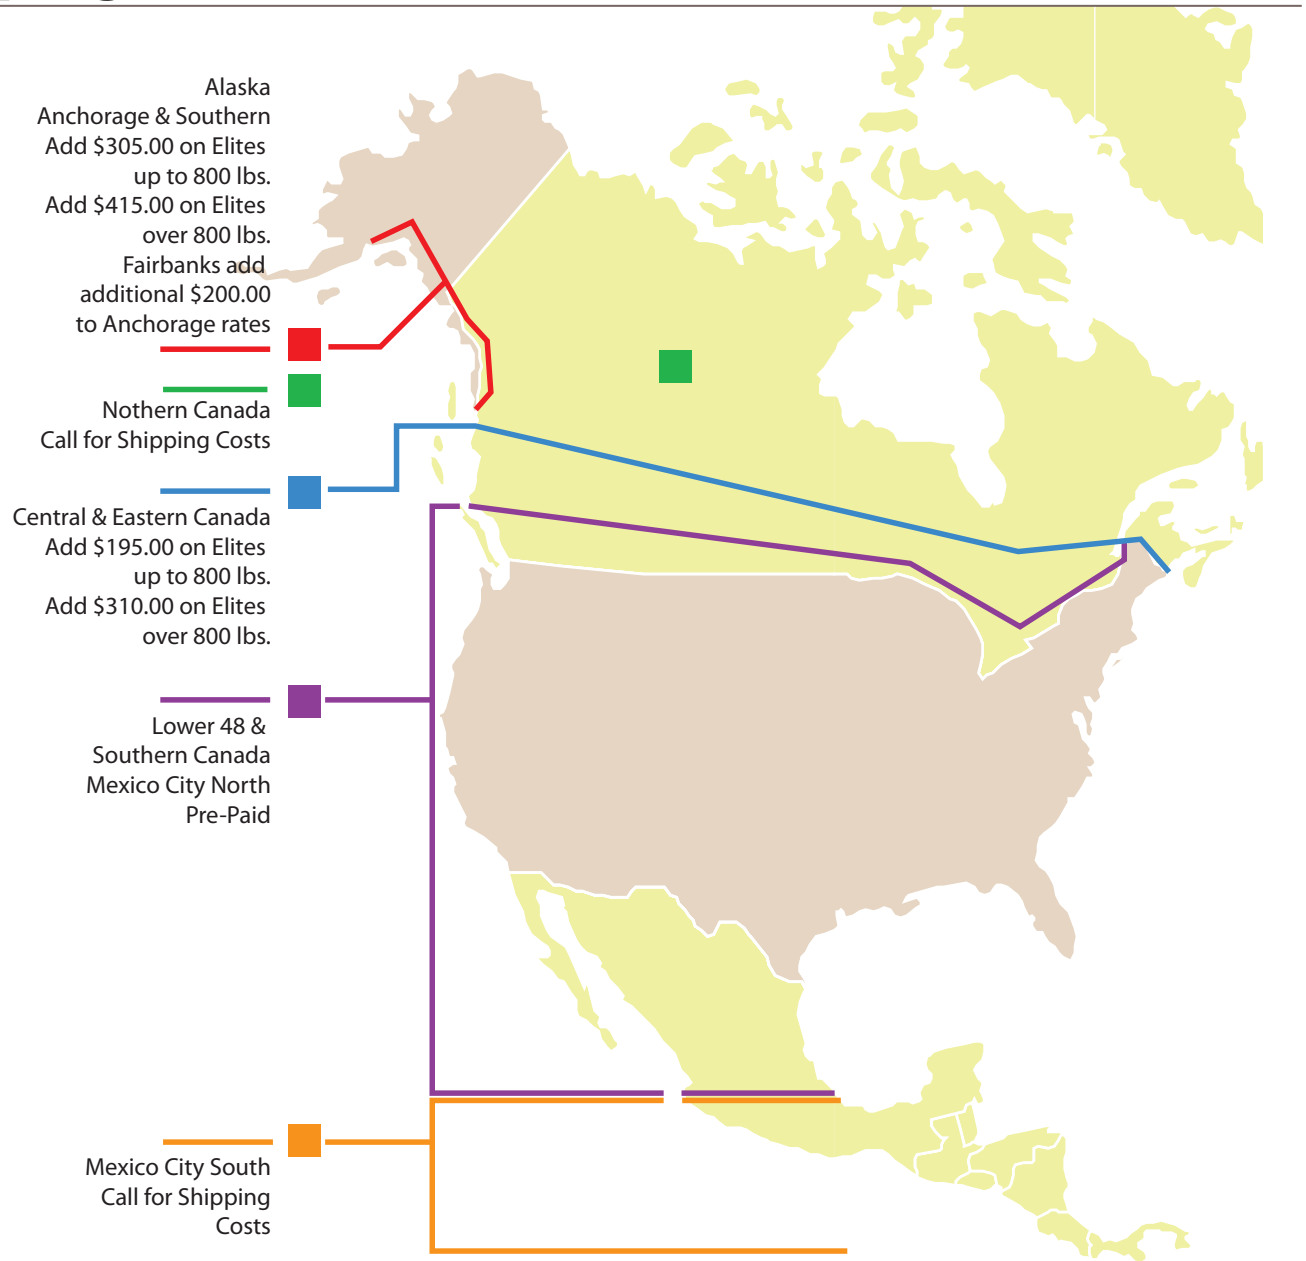 Alaska
Anchorage & Southern
Add $305.00 on Elites
up to 800 lbs.
Add $415.00 on Elites
over 800 lbs.
Fairbanks add
additional $200.00
to Anchorage rates
Nothern Canada
Call for Shipping Costs
Central & Eastern Canada
Add $195.00 on Elites
up to 800 lbs.
Add $310.00 on Elites
over 800 lbs.
Lower 48 &
Southern Canada
Mexico City North
Pre-Paid
Mexico City South
Call for Shipping
Costs